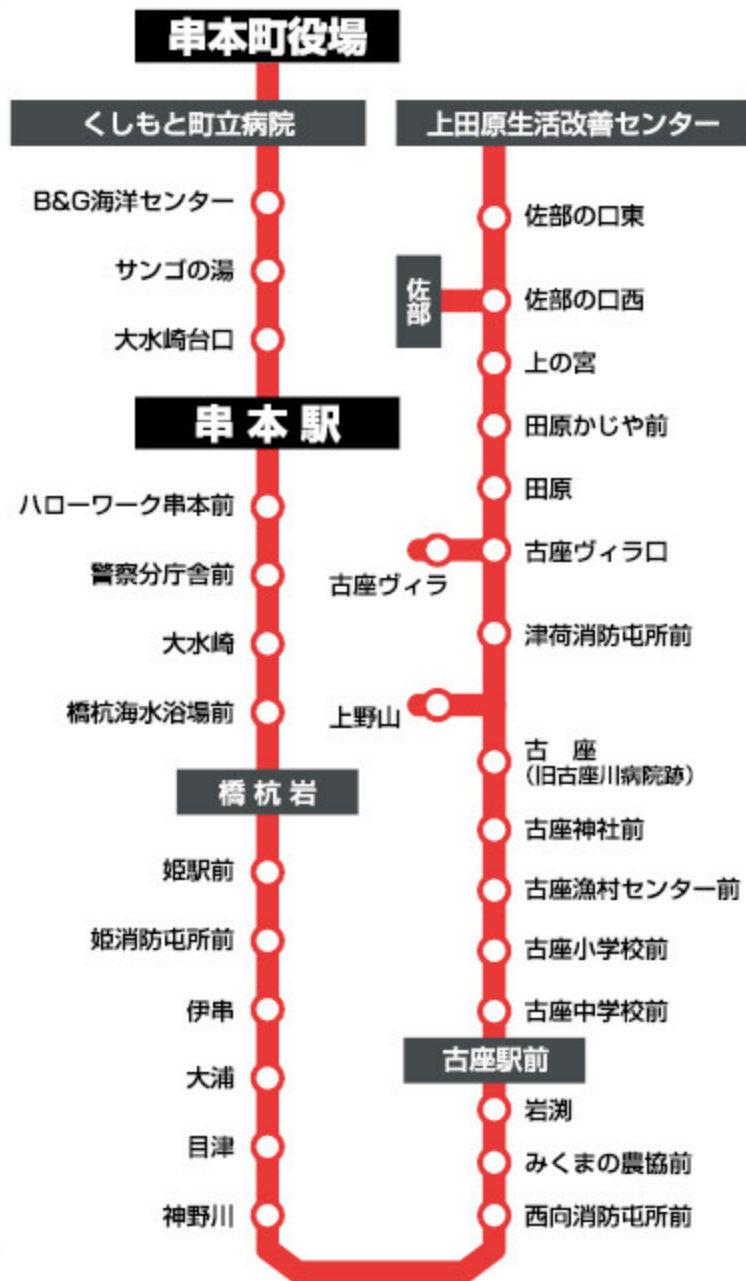 串本町役場
くしもと町立病院
B&G海洋センター
サンゴの湯
大水崎台口
串本駅
ハローワーク串本前
警察分庁舎前
大水崎
橋杭海水浴場前
橋杭岩
姫駅前
姫消防屯所前
伊串
大浦
目津
神野川
上田原生活改善センター
佐部の口東
佐部
佐部の口西
上の宮
田原かじや前
田原
古座ヴィラ口
古座ヴィラ
津荷消防屯所前
上野山
古　座
（旧古座川病院跡）
古座神社前
古座漁村センター前
古座小学校前
古座中学校前
古座駅前
岩渕
みくまの農協前
西向消防屯所前